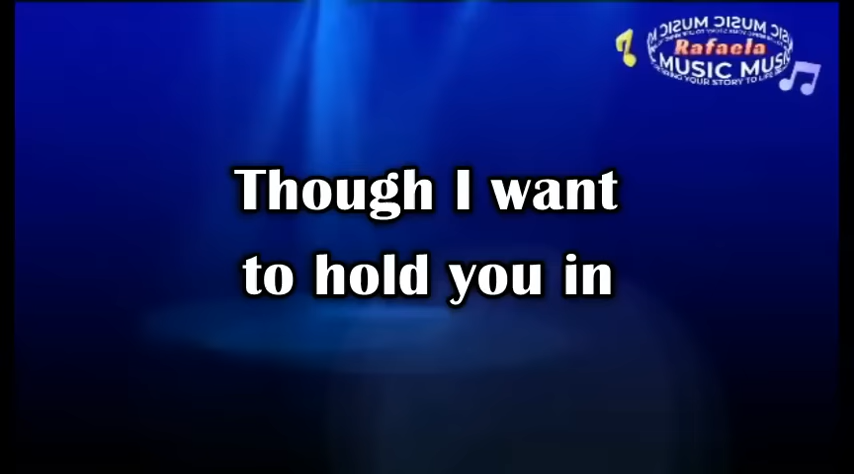 Rafaela
MUSIC MUSIC
Though I want
to hold you in